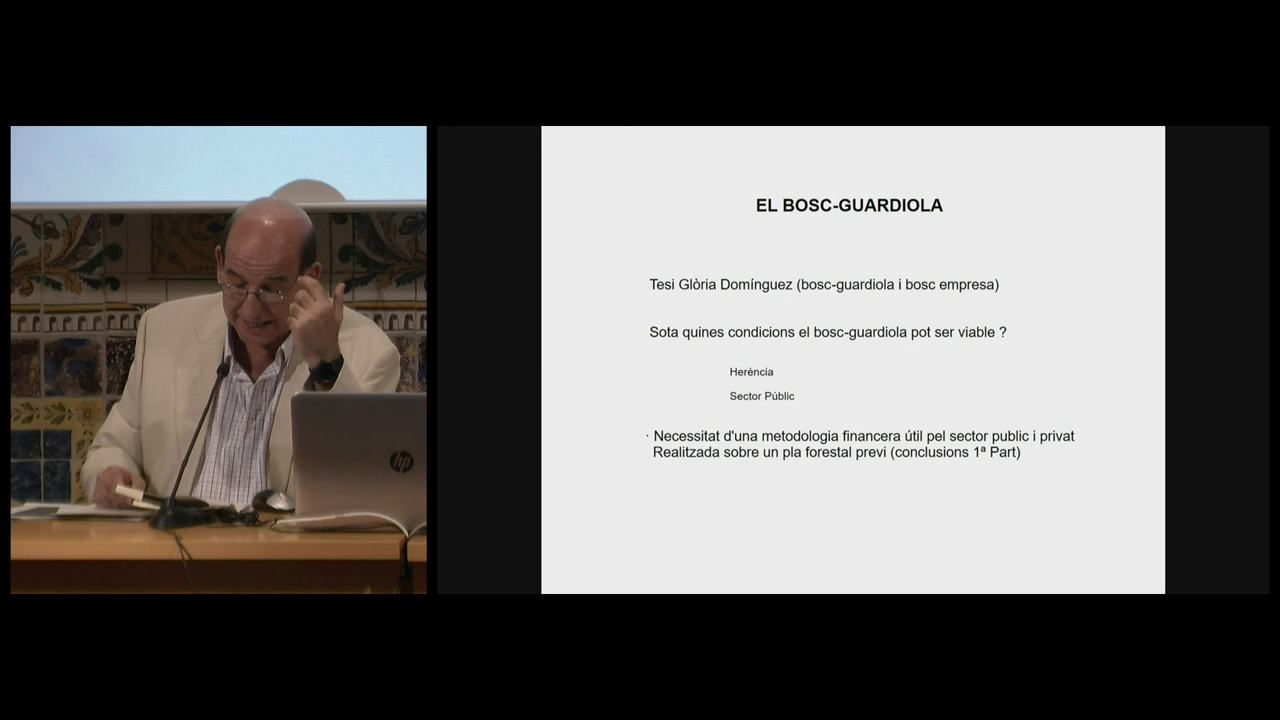 EL BOSC-GUARDIOLA
Tesi Glòria Domínguez (bosc-guardiola i bosc empresa)
Sota quines condicions el bosc-guardiola pot ser viable ?
Herència
Sector Públic
· Necessitat d'una metodologia financera útil pel sector public i privat
Realitzada sobre un pla forestal previ (conclusions 1ª Part)
hp